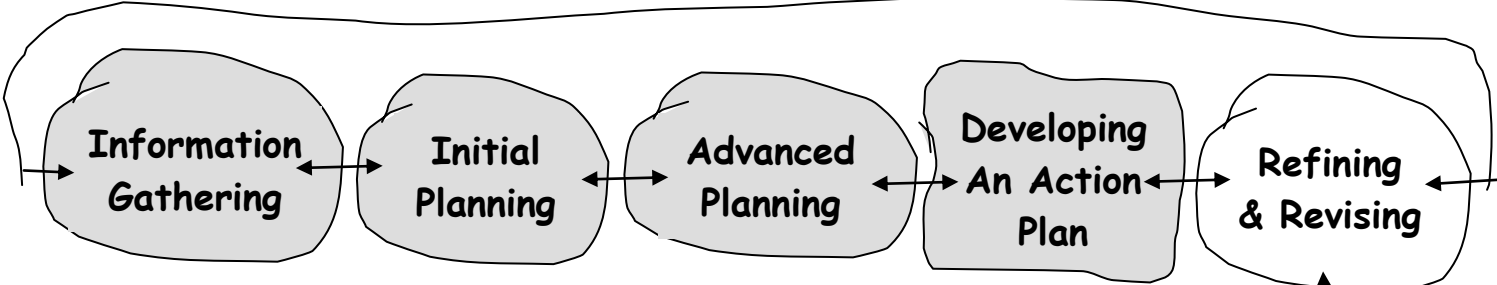 Information
Gathering
Initial
Planning
Advanced
Planning
Developing
An Action
Plan
Refining
& Revising